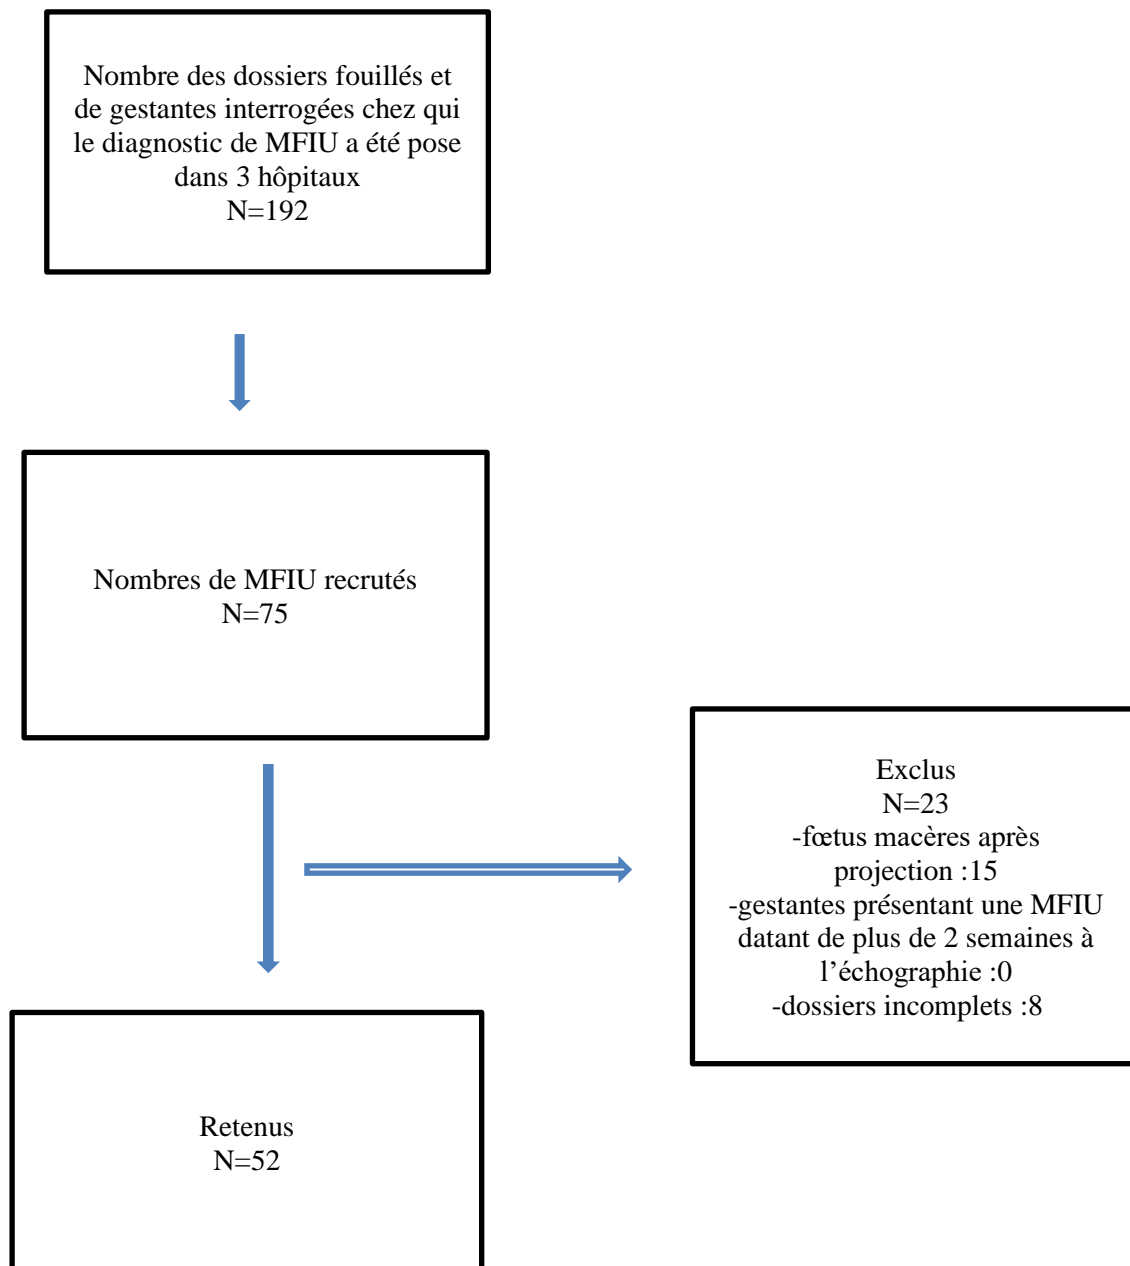 Nombre des dossiers fouillés et
de gestantes interrogées chez qui
le diagnostic de MFIU a été pose
dans 3 hôpitaux
N=192
Nombres de MFIU recrutés
N=75
Exclus
N=23
-fœtus macères après
projection :15
-gestantes présentant une MFIU
datant de plus de 2 semaines à
l’échographie :0
-dossiers incomplets :8
Retenus
N=52